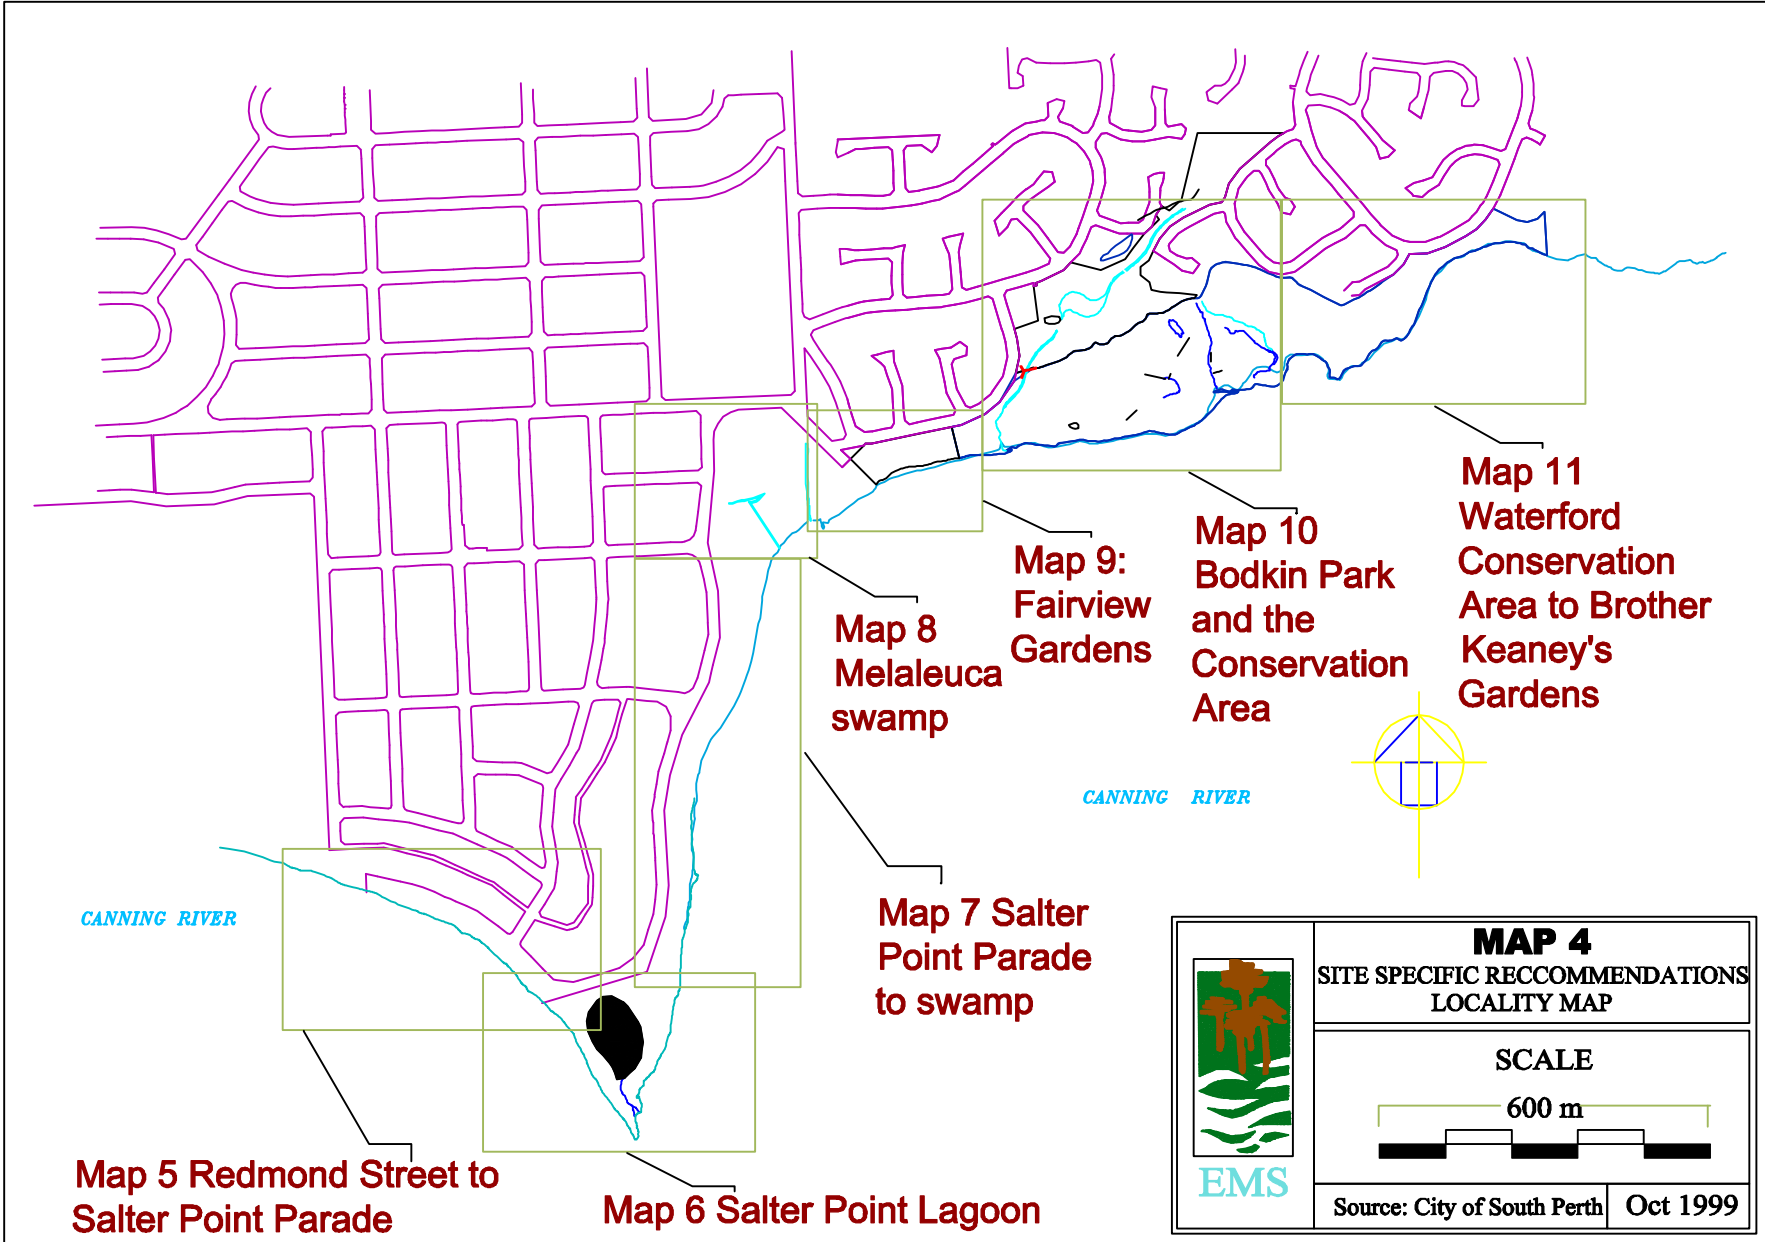 Map 11
Waterford
Conservation
Area to Brother
Keaney's
Gardens
Map 10
Bodkin Park
and the
Conservation
Area
Map 9:
Fairview
Gardens
Map 8
Melaleuca
swamp
CANNING RIVER
Map 7 Salter
Point Parade
to swamp
CANNING RIVER
Map 5 Redmond Street to
Salter Point Parade
Map 6 Salter Point Lagoon
MAP 4
SITE SPECIFIC RECCOMMENDATIONS
LOCALITY MAP
SCALE
600 m
EMS
Source: City of South Perth
Oct 1999